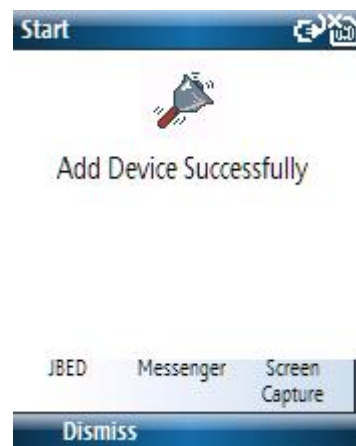 Start
Add Device Successfully
JBED Messenger Screen
Capture
Dismiss